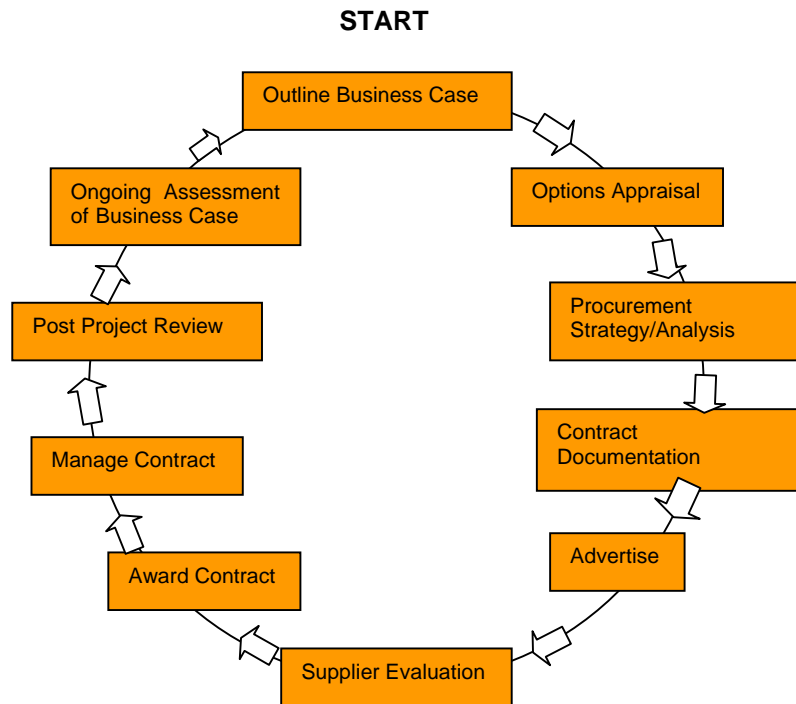 START
Outline Business Case
Options Appraisal
Procurement
Strategy/Analysis
Contract
Documentation
Advertise
Supplier Evaluation
Award Contract
Manage Contract
Post Project Review
Ongoing Assessment
of Business Case